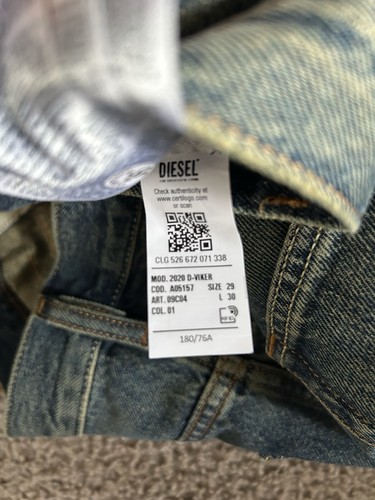 DIESEL
Check authenticity at
www.certilogo.com
or scan
CLG 526 672 071 338
MOD. 2020 D-VIKER
COD. A05157 SIZE 29
ART. 09C04 L 30
COL. 01
180/76A